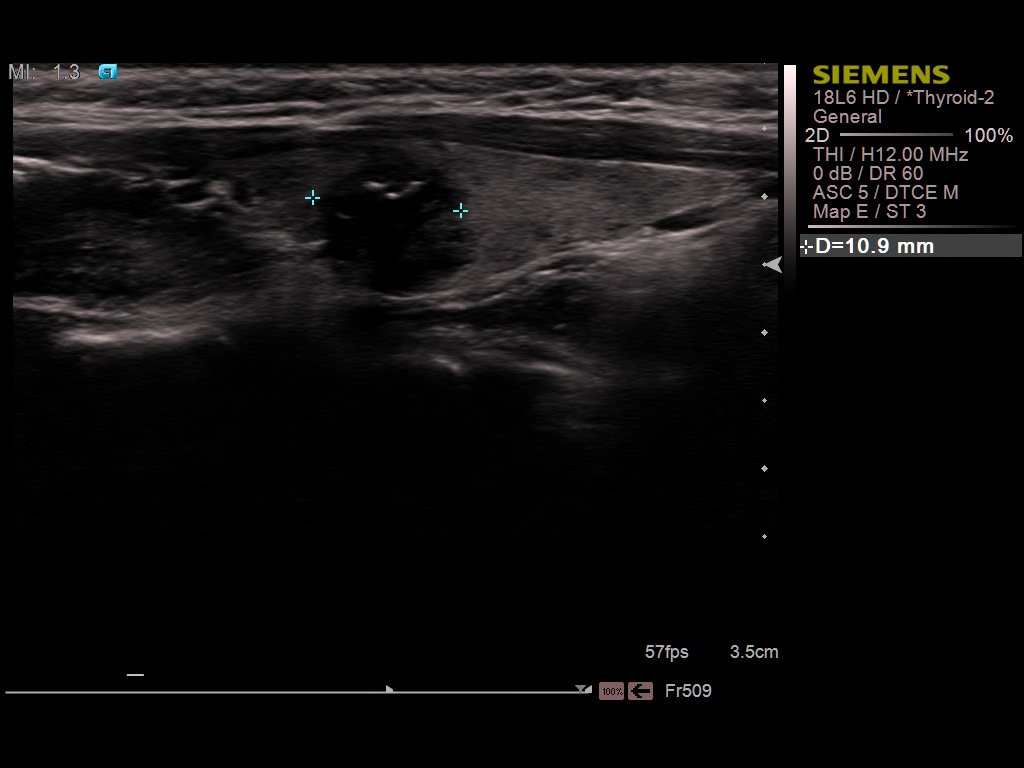 MI: 1.3
SIEMENS
18L6 HD / *Thyroid-2
General
2D 100%
THI / H12.00 MHz
0 dB / DR 60
ASC 5 / DTCE M
Map E / ST 3
D=10.9 mm
57fps 3.5cm
100% Fr509